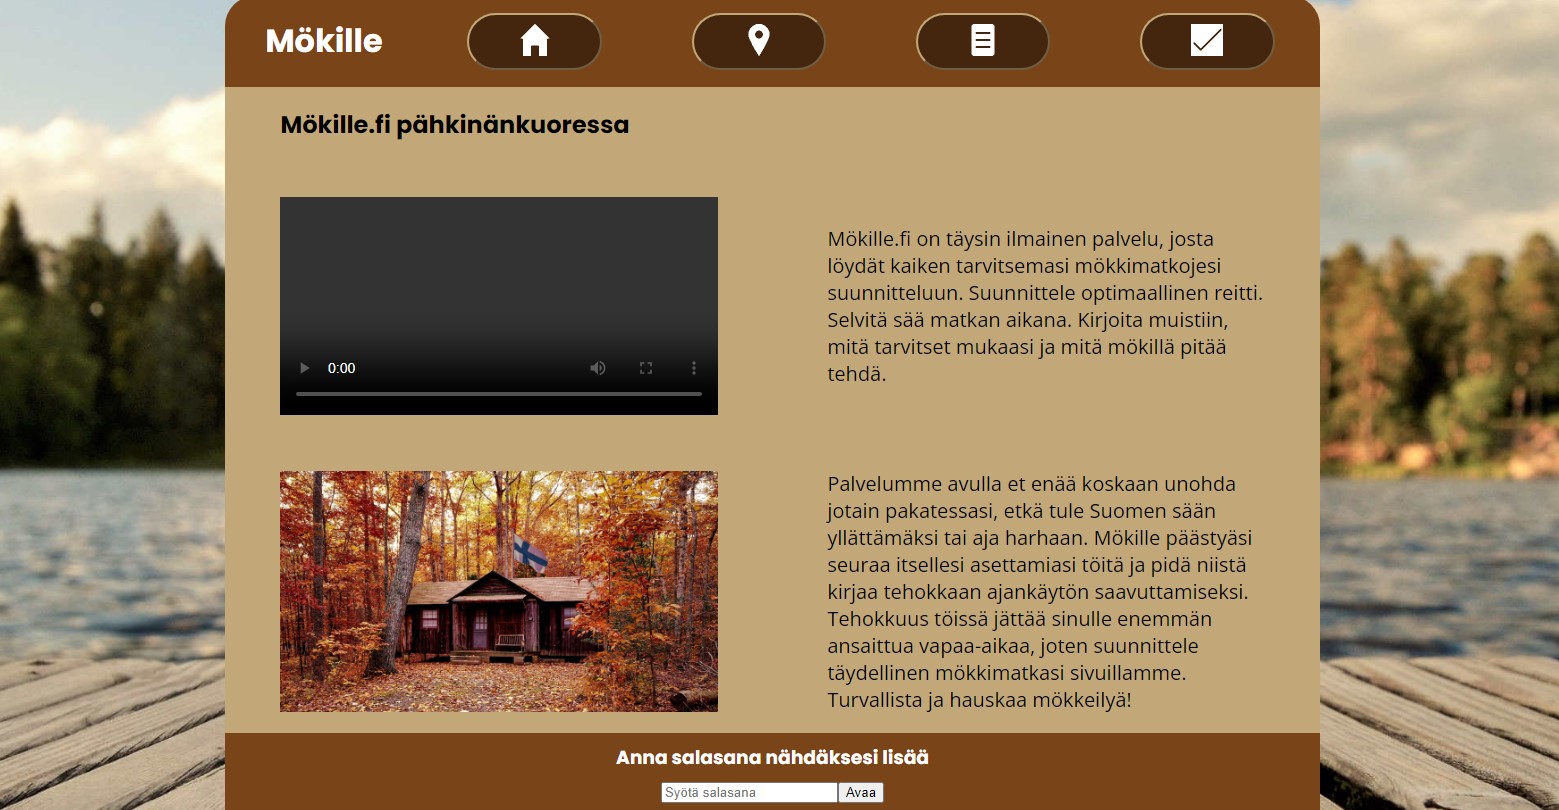 Mökille
Mökille.fi pähkinänkuoressa
0:00
Mökille.fi on täysin ilmainen palvelu, josta
löydät kaiken tarvitsemasi mökkimatkojesi
suunnitteluun. Suunnittele optimaallinen reitti.
Selvitä sää matkan aikana. Kirjoita muistiin,
mitä tarvitset mukaasi ja mitä mökillä pitää
tehdä.
Palvelumme avulla et enää koskaan unohda
jotain pakatessasi, etkä tule Suomen sään
yllättämäksi tai aja harhaan. Mökille päästyäsi
seuraa itsellesi asettamiasi töitä ja pidä niistä
kirjaa tehokkaan ajankäytön saavuttamiseksi.
Tehokkuus töissä jättää sinulle enemmän
ansaittua vapaa-aikaa, joten suunnittele
täydellinen mökkimatkasi sivuillamme.
Turvallista ja hauskaa mökkeilyä!
Anna salasana nähdäksesi lisää
Syötä salasana Avaa